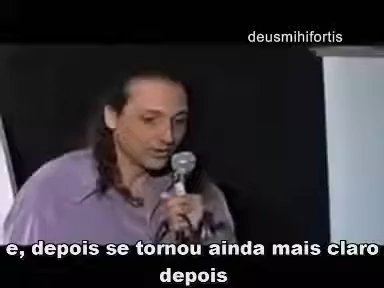 deusmihifortis
e, depois se tornou ainda mais claro
depois